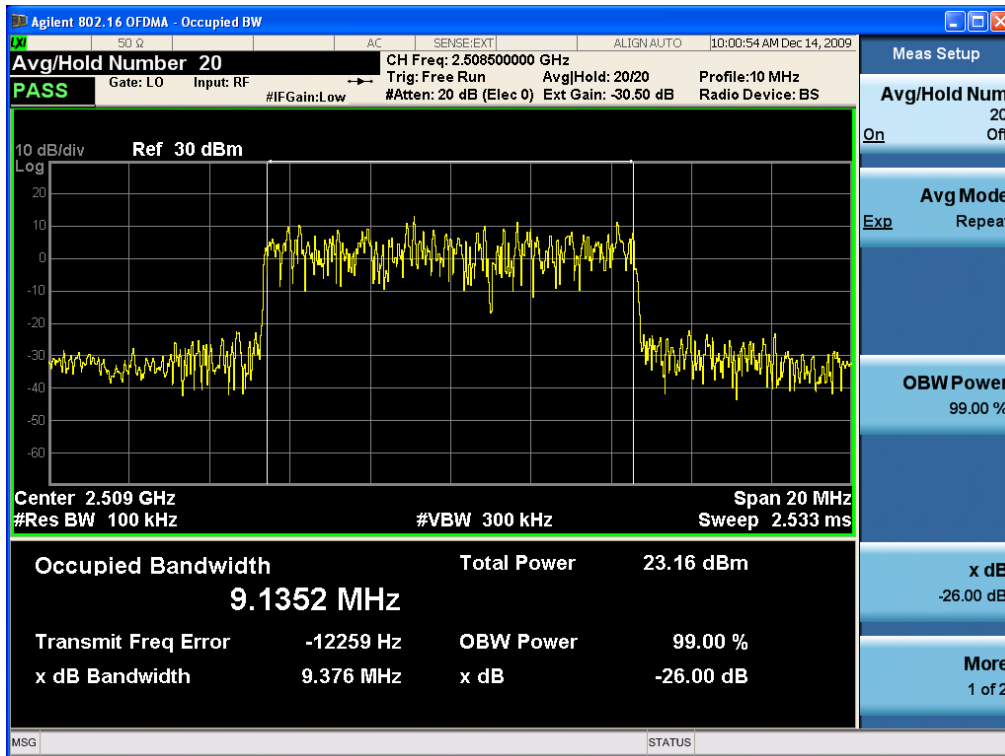 Agilent 802.16 OFDMA - Occupied BW
LXI 50 Ω AC SENSE:EXT ALIGN AUTO 10:00:54 AM Dec 14, 2009
Avg/Hold Number 20
PASS
Gate: LO Input: RF
#IFGain:Low
CH Freq: 2.508500000 GHz
Trig: Free Run Avg|Hold: 20/20
#Atten: 20 dB (Elec 0) Ext Gain: -30.50 dB
Profile:10 MHz
Radio Device: BS
10 dB/div Ref 30 dBm
Log
20
10
0
-10
-20
-30
-40
-50
-60
Center 2.509 GHz Span 20 MHz
#Res BW 100 kHz #VBW 300 kHz Sweep 2.533 ms
Occupied Bandwidth
9.1352 MHz
Total Power 23.16 dBm
Transmit Freq Error -12259 Hz OBW Power 99.00 %
x dB Bandwidth 9.376 MHz x dB -26.00 dB
Meas Setup
Avg/Hold Num
20
On Off
Avg Mode
Exp Repeat
OBW Power
99.00 %
x dB
-26.00 dB
More
1 of 2
MSG STATUS